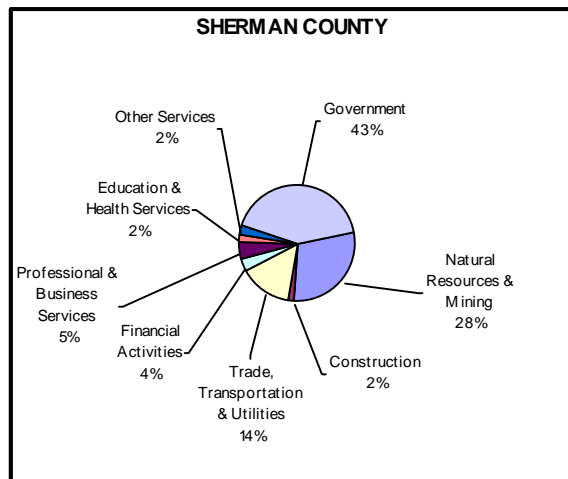 SHERMAN COUNTY
Government
43%
Other Services
2%
Education &
Health Services
2%
Professional &
Business
Services
5%
Financial
Activities
4%
Trade,
Transportation
& Utilities
14%
Construction
2%
Natural
Resources &
Mining
28%